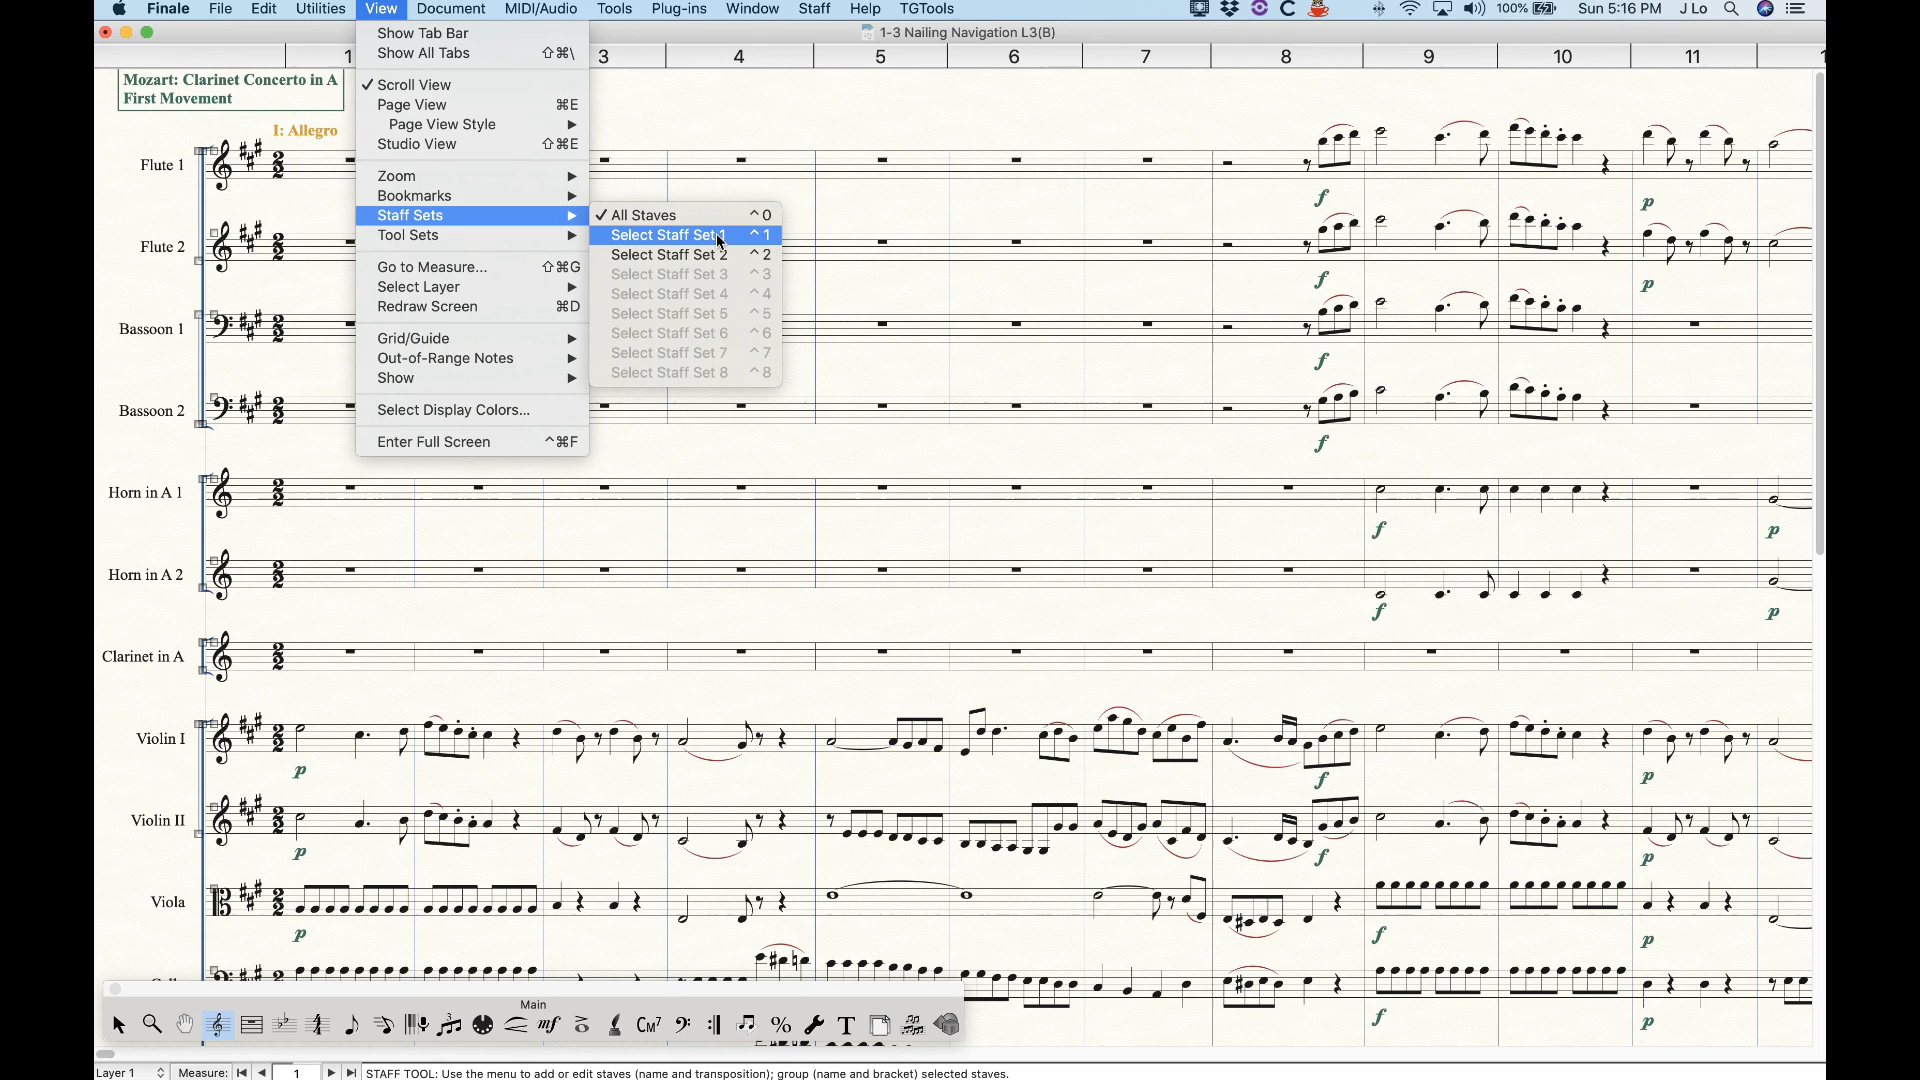 Finale File Edit Utilities View Document MIDI/Audio Tools Plug-ins Window Staff Help TGTools 100% Sun 5:16 PM J Lo
1-3 Nailing Navigation L3(B)
1 3 4 5 6 7 8 9 10 11
Show Tab Bar
Show All Tabs ⇧⌘\
✓ Scroll View
Page View ⌘E
Page View Style ▶
Studio View ⇧⌘E
Zoom ▶
Bookmarks ▶
Staff Sets ▶
Tool Sets ▶
Go to Measure... ⇧⌘G
Select Layer ▶
Redraw Screen ⌘D
Grid/Guide ▶
Out-of-Range Notes ▶
Show ▶
Select Display Colors...
Enter Full Screen ^⌘F
✓ All Staves ^0
Select Staff Set 1 ^1
Select Staff Set 2 ^2
Select Staff Set 3 ^3
Select Staff Set 4 ^4
Select Staff Set 5 ^5
Select Staff Set 6 ^6
Select Staff Set 7 ^7
Select Staff Set 8 ^8
Mozart: Clarinet Concerto in A
First Movement
I: Allegro
Flute 1
f p
Flute 2
f p
Bassoon 1
f
Bassoon 2
f
Horn in A 1
f p
Horn in A 2
f p
Clarinet in A
Violin I
p f p
Violin II
p f p
Viola
p f p
f p
Main
mf CM7 % T
Layer 1 Measure: 1 STAFF TOOL: Use the menu to add or edit staves (name and transposition); group (name and bracket) selected staves.